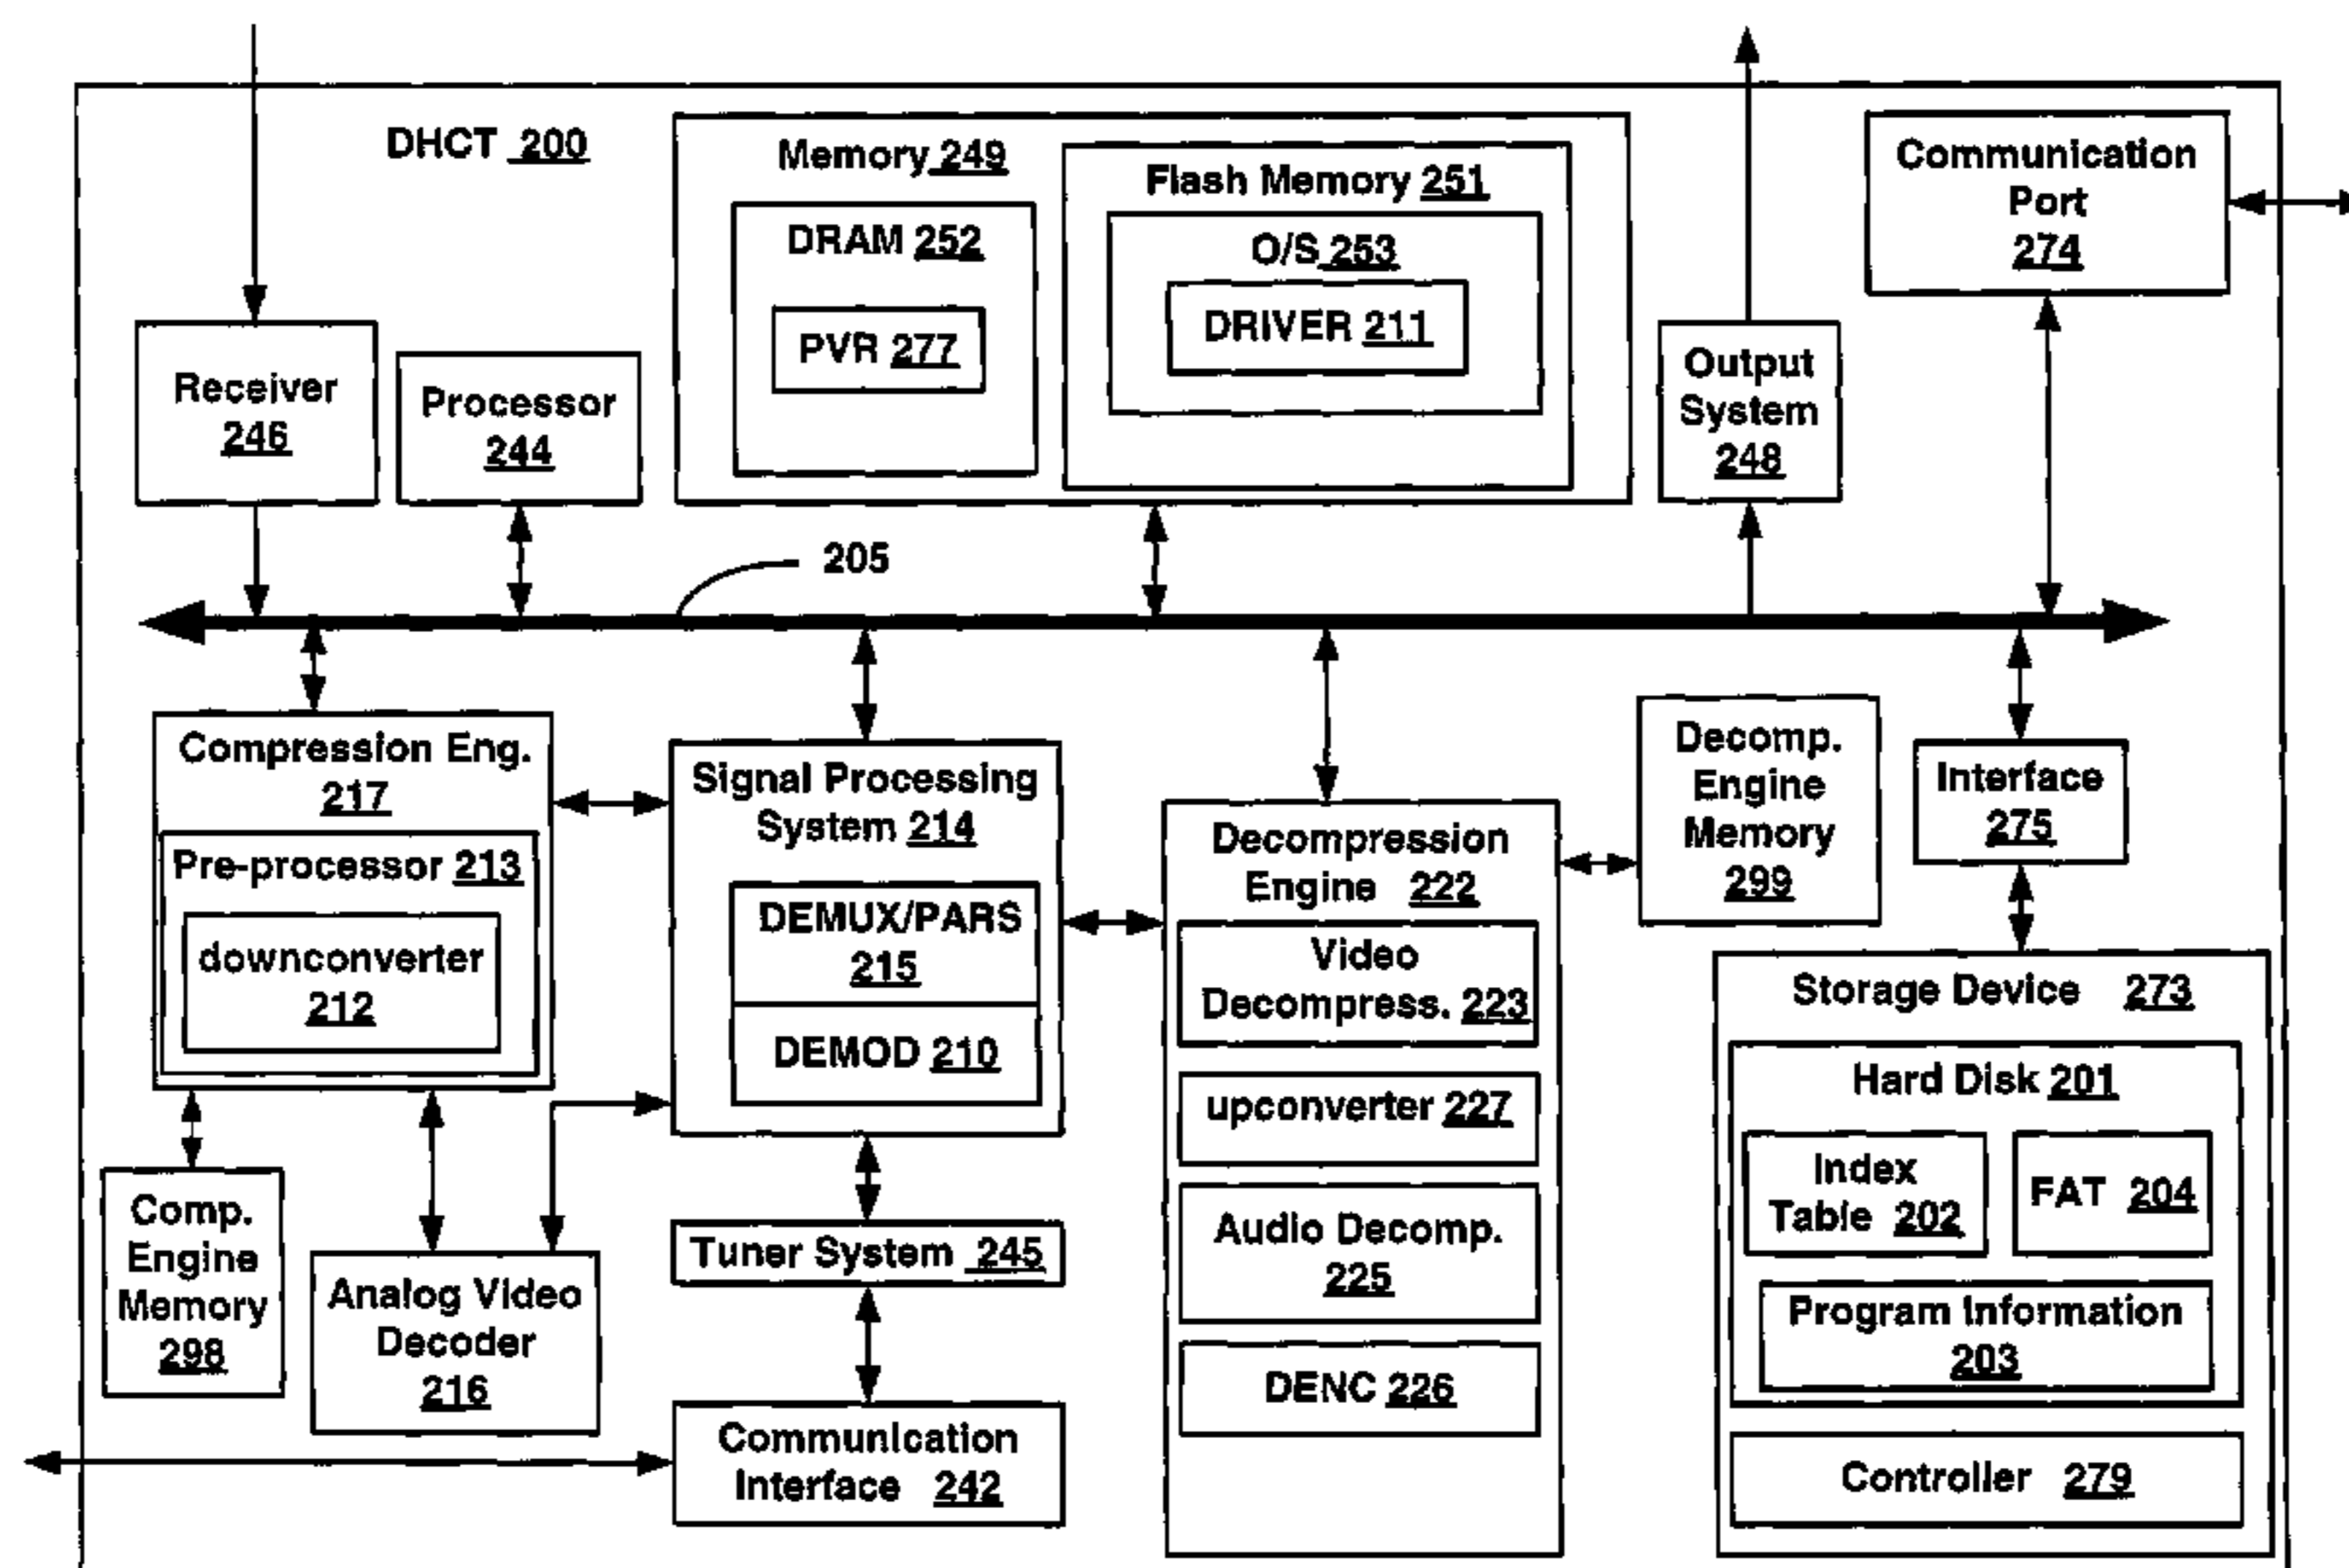 DHCT 200
Memory 249
Flash Memory 251
DRAM 252
O/S 253
PVR 277
DRIVER 211
Communication
Port
274
Receiver
246
Processor
244
Output
System
248
205
Compression Eng.
217
Pre-processor 213
downconverter
212
Signal Processing
System 214
DEMUX/PARS
215
DEMOD 210
Decompression
Engine 222
Video
Decompress. 223
upconverter 227
Audio Decomp.
225
DENC 226
Decomp.
Engine
Memory
299
Interface
275
Storage Device 273
Hard Disk 201
Index
Table 202
FAT 204
Program Information
203
Controller 279
Comp.
Engine
Memory
298
Analog Video
Decoder
216
Tuner System 245
Communication
Interface 242